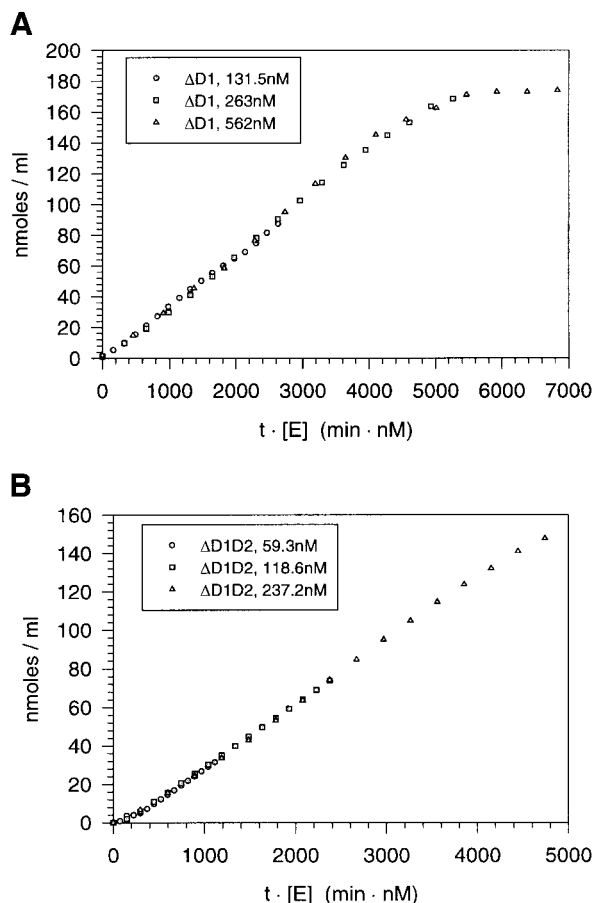 A
200
180
160
140
120
100
80
60
40
20
0
nmoles / ml
ΔD1, 131.5nM
ΔD1, 263nM
ΔD1, 562nM
0 1000 2000 3000 4000 5000 6000 7000
t · [E] (min · nM)
B
160
140
120
100
80
60
40
20
0
nmoles / ml
ΔD1D2, 59.3nM
ΔD1D2, 118.6nM
ΔD1D2, 237.2nM
0 1000 2000 3000 4000 5000
t · [E] (min · nM)